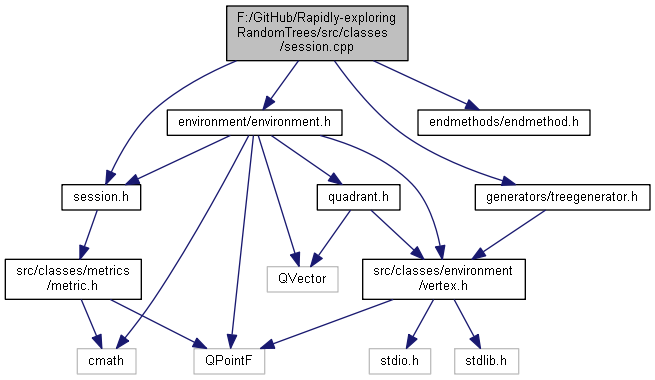 F:/GitHub/Rapidly-exploring
RandomTrees/src/classes
/session.cpp
environment/environment.h
endmethods/endmethod.h
session.h
quadrant.h
generators/treegenerator.h
src/classes/metrics
/metric.h
QVector
src/classes/environment
/vertex.h
cmath
QPointF
stdio.h
stdlib.h